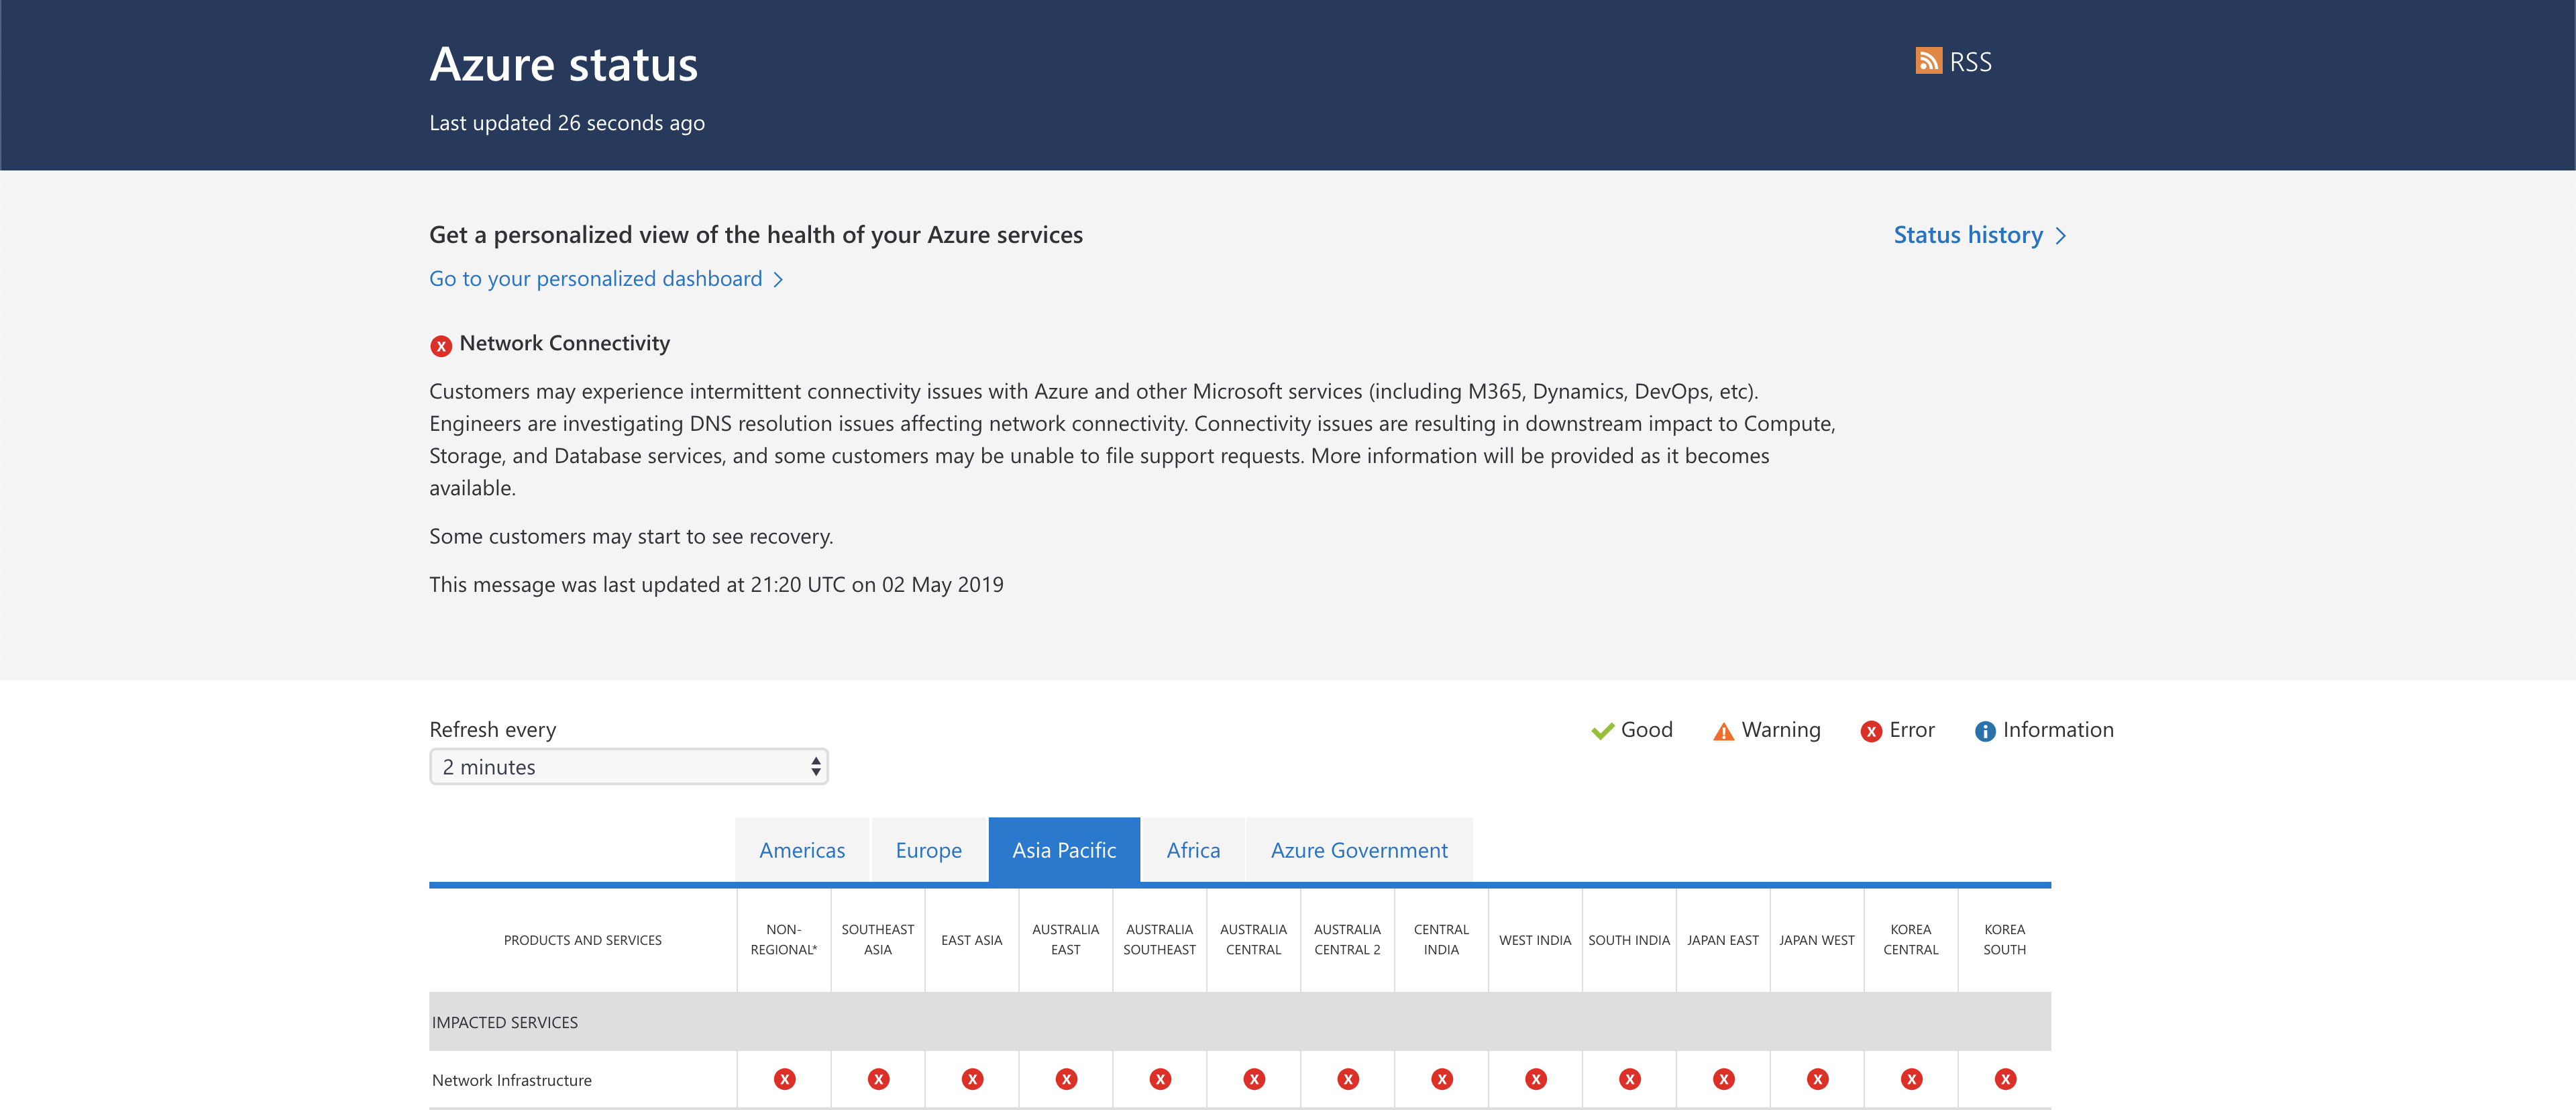 Azure status
RSS
Last updated 26 seconds ago
Get a personalized view of the health of your Azure services
Status history
Go to your personalized dashboard
Network Connectivity
Customers may experience intermittent connectivity issues with Azure and other Microsoft services (including M365, Dynamics, DevOps, etc).
Engineers are investigating DNS resolution issues affecting network connectivity. Connectivity issues are resulting in downstream impact to Compute,
Storage, and Database services, and some customers may be unable to file support requests. More information will be provided as it becomes
available.
Some customers may start to see recovery.
This message was last updated at 21:20 UTC on 02 May 2019
Refresh every
2 minutes
Good
Warning
Error
Information
Americas
Europe
Asia Pacific
Africa
Azure Government
PRODUCTS AND SERVICES
NON-
REGIONAL*
SOUTHEAST
ASIA
EAST ASIA
AUSTRALIA
EAST
AUSTRALIA
SOUTHEAST
AUSTRALIA
CENTRAL
AUSTRALIA
CENTRAL 2
CENTRAL
INDIA
WEST INDIA
SOUTH INDIA
JAPAN EAST
JAPAN WEST
KOREA
CENTRAL
KOREA
SOUTH
IMPACTED SERVICES
Network Infrastructure